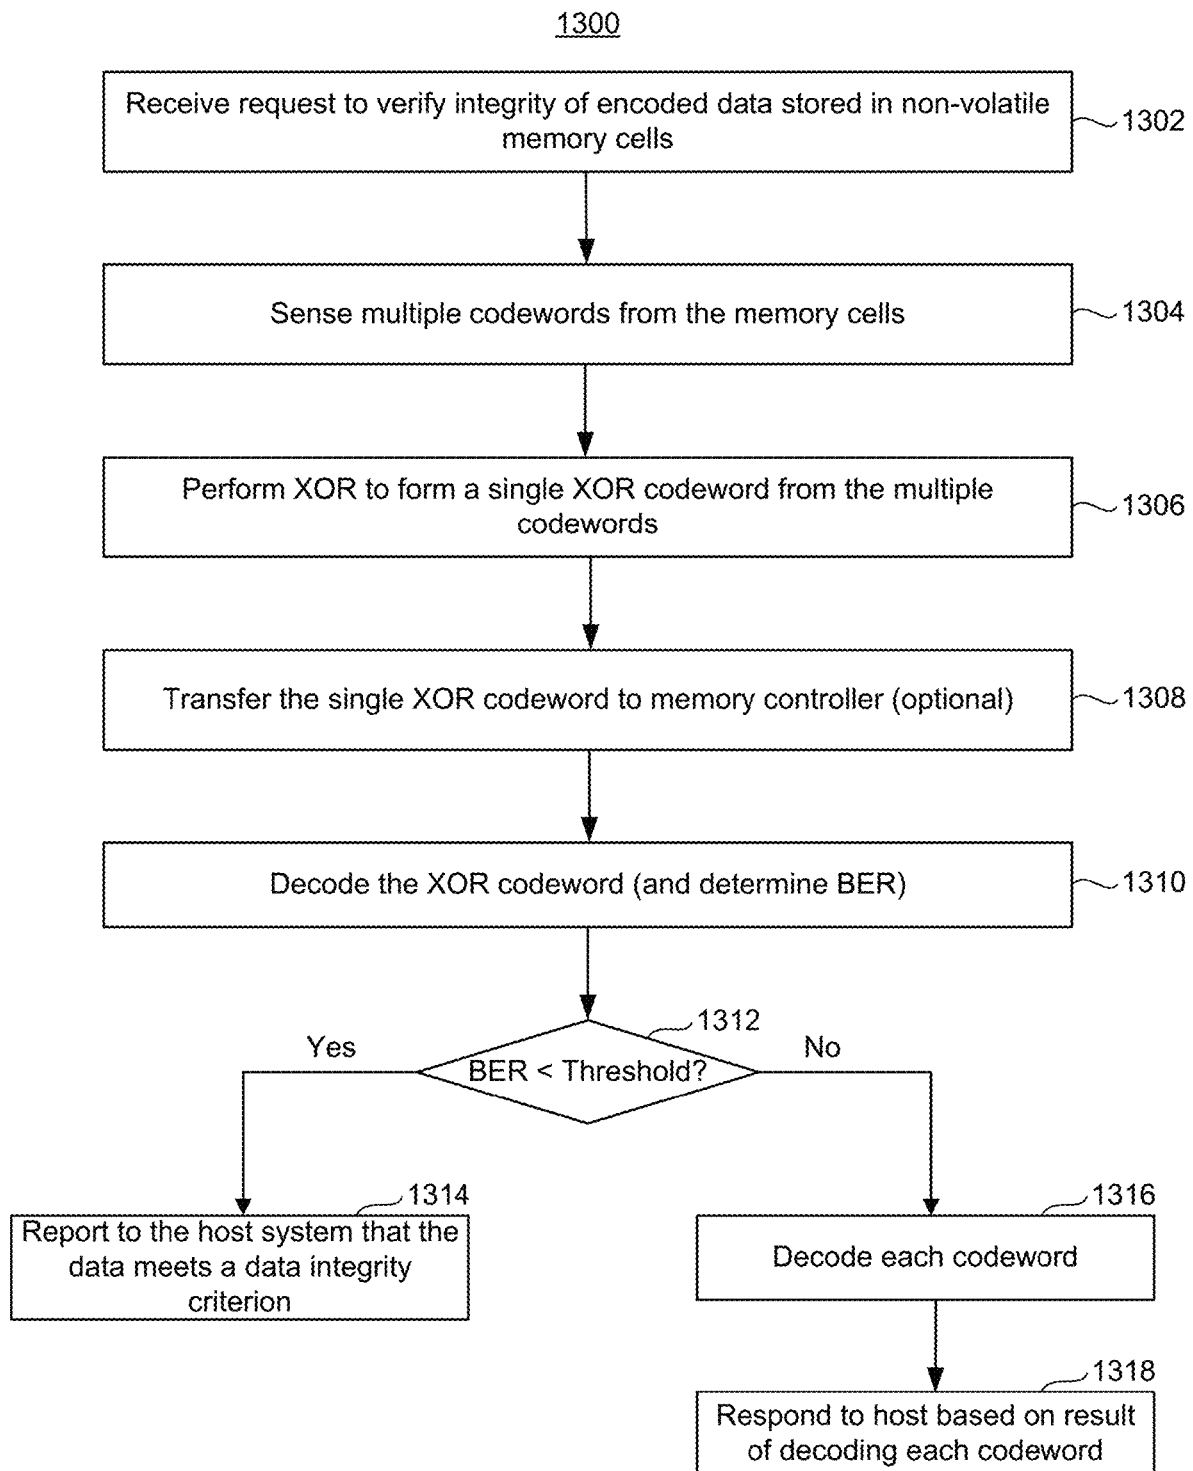 1300
Receive request to verify integrity of encoded data stored in non-volatile
memory cells
1302
Sense multiple codewords from the memory cells
1304
Perform XOR to form a single XOR codeword from the multiple
codewords
1306
Transfer the single XOR codeword to memory controller (optional)
1308
Decode the XOR codeword (and determine BER)
1310
1312
Yes
BER < Threshold?
No
1314
Report to the host system that the
data meets a data integrity
criterion
1316
Decode each codeword
1318
Respond to host based on result
of decoding each codeword